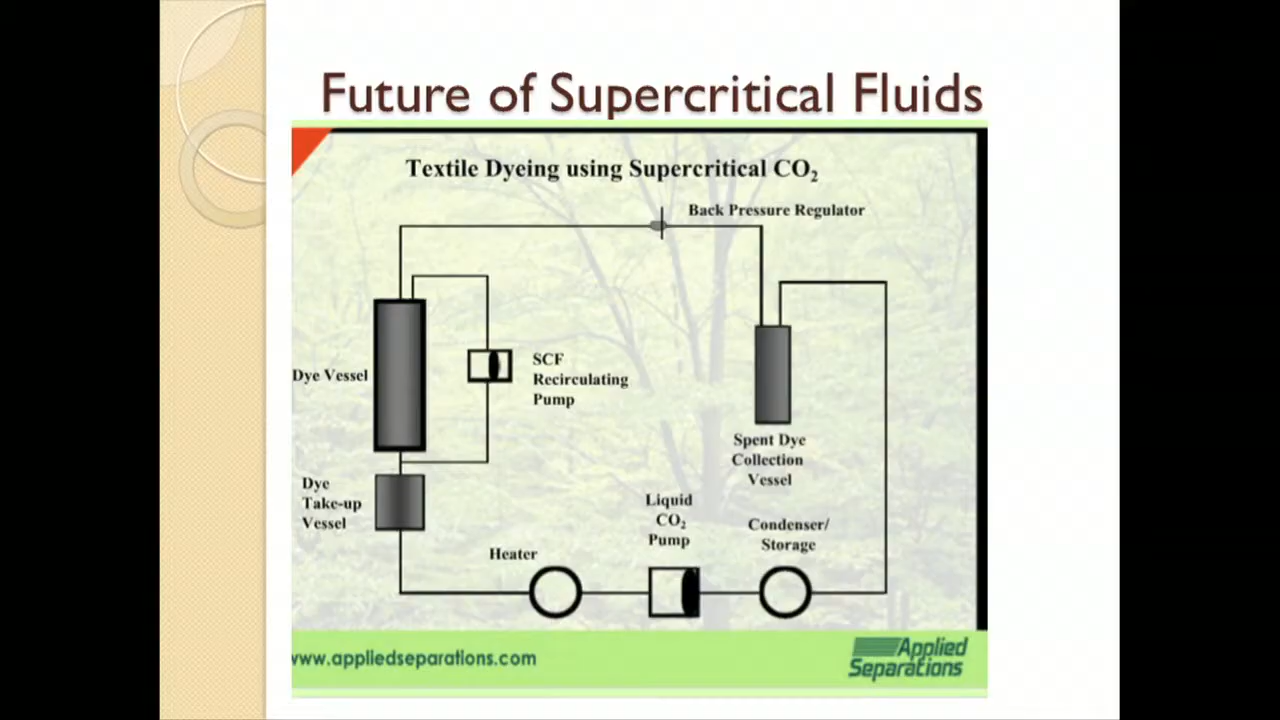 Future of Supercritical Fluids
Textile Dyeing using Supercritical CO₂
Back Pressure Regulator
Dye Vessel
SCF
Recirculating
Pump
Spent Dye
Collection
Vessel
Dye
Take-up
Vessel
Liquid
CO₂
Pump
Condenser/
Storage
Heater
www.appliedseparations.com
Applied
Separations